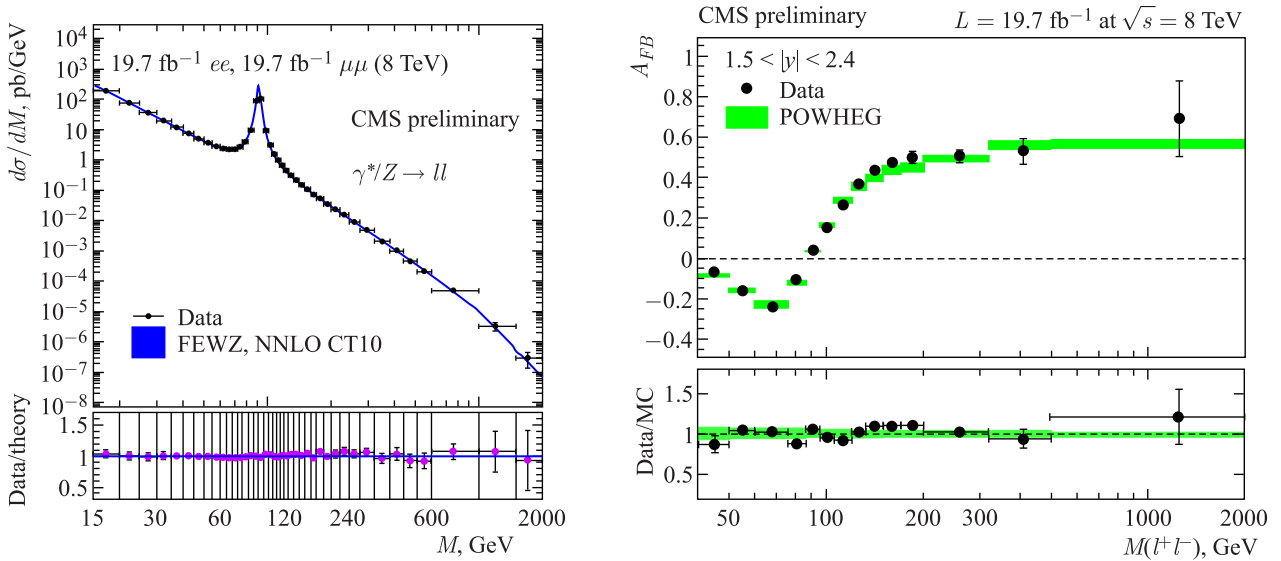 dσ/dM, pb/GeV
10⁴
10³
10²
10
1
10⁻¹
10⁻²
10⁻³
10⁻⁴
10⁻⁵
10⁻⁶
10⁻⁷
10⁻⁸
19.7 fb⁻¹ ee, 19.7 fb⁻¹ μμ (8 TeV)
CMS preliminary
γ*/Z → ll
Data
FEWZ, NNLO CT10
Data/theory
1.5
1
0.5
15 30 60 120 240 600 2000
M, GeV
CMS preliminary L = 19.7 fb⁻¹ at √s = 8 TeV
A_FB
1
0.8
0.6
0.4
0.2
0
−0.2
−0.4
1.5 < |y| < 2.4
Data
POWHEG
Data/MC
1.5
1
0.5
50 100 200 300 1000 2000
M(l⁺l⁻), GeV